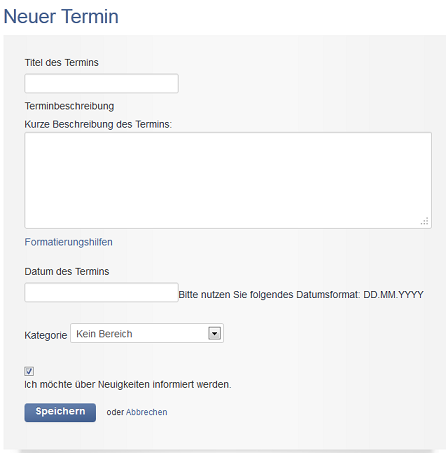 Neuer Termin
Titel des Termins
Terminbeschreibung
Kurze Beschreibung des Termins:
Formatierungshilfen
Datum des Termins
Bitte nutzen Sie folgendes Datumsformat: DD.MM.YYYY
Kategorie Kein Bereich
Ich möchte über Neuigkeiten informiert werden.
Speichern oder Abbrechen